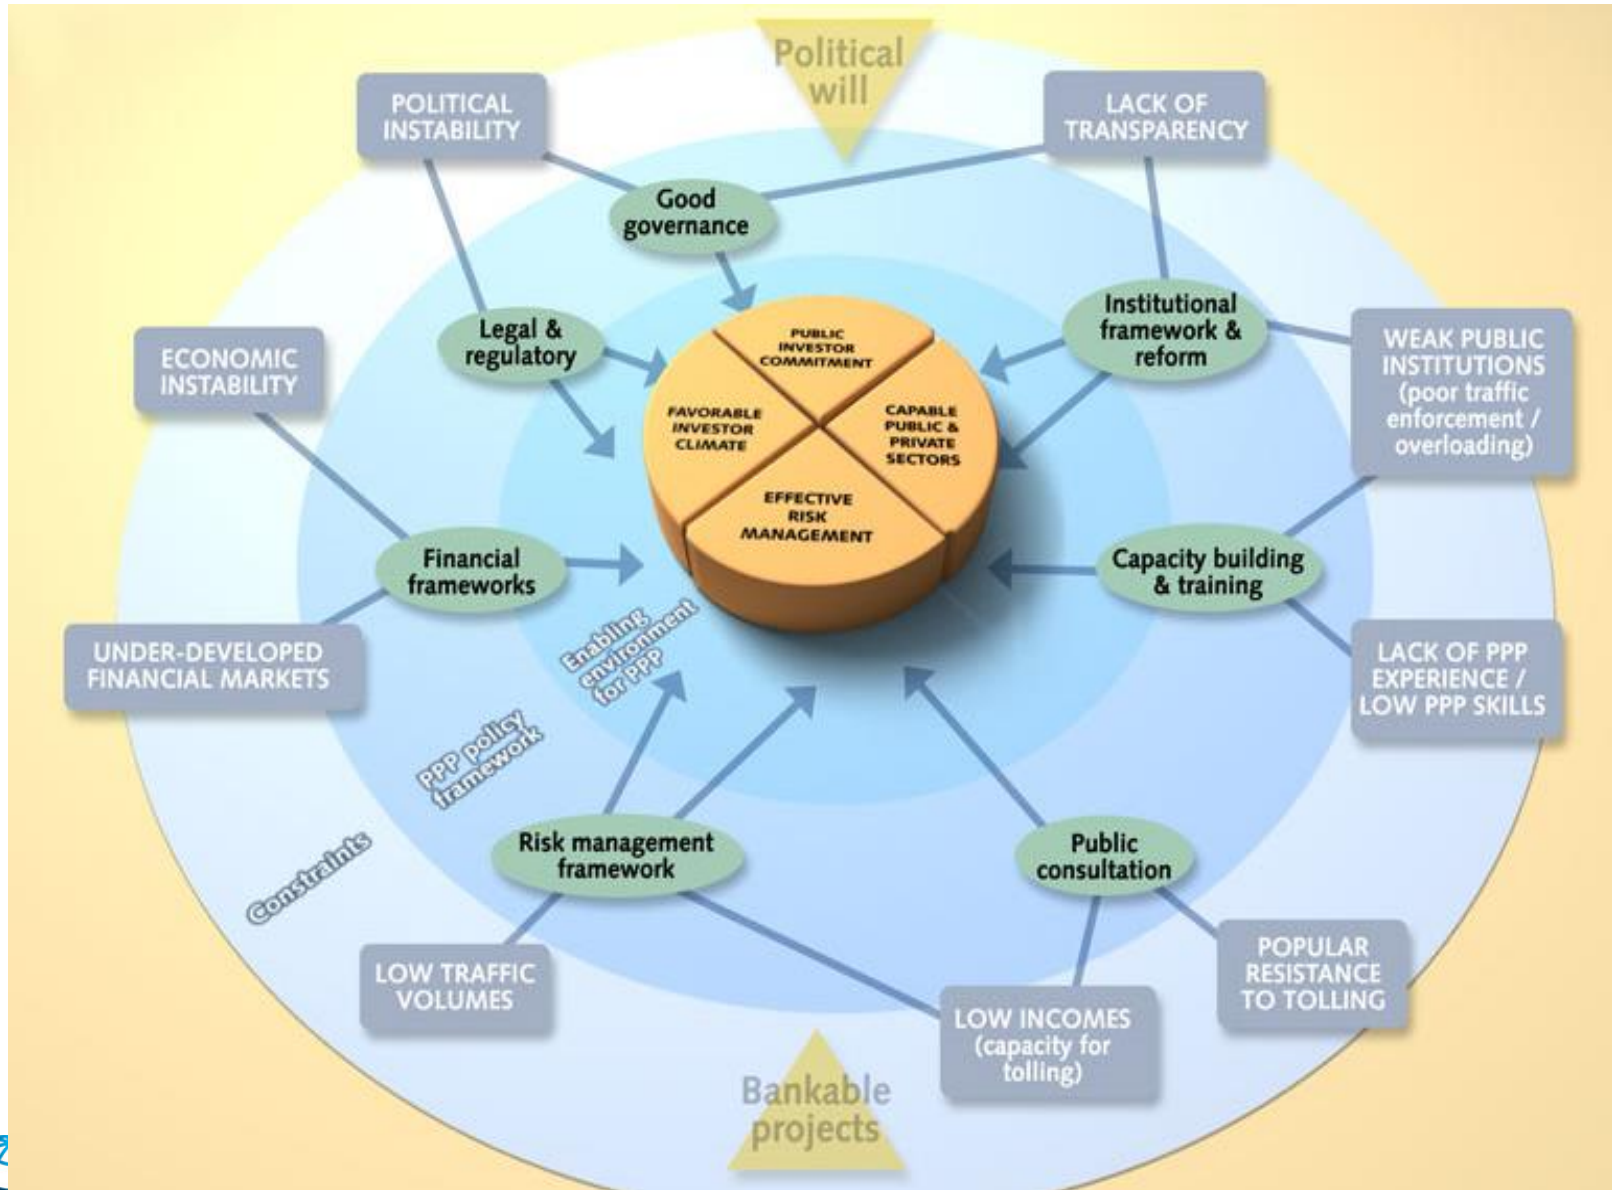 Political
will
POLITICAL
INSTABILITY
LACK OF
TRANSPARENCY
Good
governance
Legal &
regulatory
Institutional
framework &
reform
ECONOMIC
INSTABILITY
WEAK PUBLIC
INSTITUTIONS
(poor traffic
enforcement /
overloading)
PUBLIC
INVESTOR
COMMITMENT
FAVORABLE
INVESTOR
CLIMATE
CAPABLE
PUBLIC &
PRIVATE
SECTORS
EFFECTIVE
RISK
MANAGEMENT
Financial
frameworks
Capacity building
& training
UNDER-DEVELOPED
FINANCIAL MARKETS
Enabling
environment
for PPP
LACK OF PPP
EXPERIENCE /
LOW PPP SKILLS
PPP policy
framework
Constraints
Risk management
framework
Public
consultation
LOW TRAFFIC
VOLUMES
POPULAR
RESISTANCE
TO TOLLING
LOW INCOMES
(capacity for
tolling)
Bankable
projects